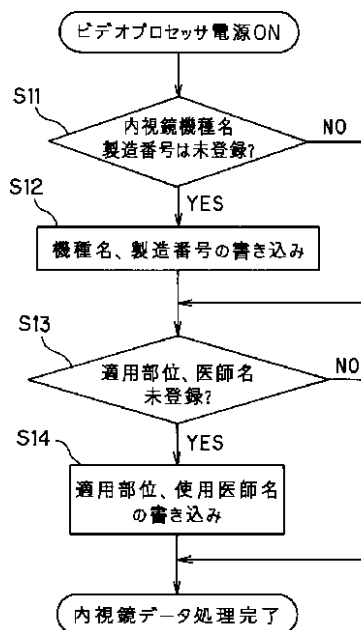 ビデオプロセッサ電源ON
S11
内視鏡機種名
製造番号は未登録?
NO
YES
S12
機種名、製造番号の書き込み
S13
適用部位、医師名
未登録?
NO
YES
S14
適用部位、使用医師名
の書き込み
内視鏡データ処理完了